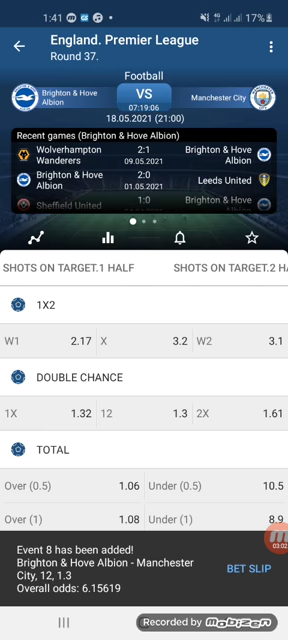 1:41 17%
England. Premier League
Round 37.
Football
Brighton & Hove
Albion
VS
Manchester City
07:19:06
18.05.2021 (21:00)
Recent games (Brighton & Hove Albion)
Wolverhampton
Wanderers
2:1
09.05.2021
Brighton & Hove
Albion
Brighton & Hove
Albion
2:0
01.05.2021
Leeds United
Sheffield United
1:0
Brighton & Hove
SHOTS ON TARGET.1 HALF SHOTS ON TARGET.2 HA
1X2
W1 2.17 X 3.2 W2 3.1
DOUBLE CHANCE
1X 1.32 12 1.3 2X 1.61
TOTAL
Over (0.5) 1.06 Under (0.5) 10.5
Over (1) 1.08 Under (1) 8.9
03:02
Event 8 has been added!
Brighton & Hove Albion - Manchester
City, 12, 1.3
Overall odds: 6.15619
BET SLIP
Recorded by Mobizen